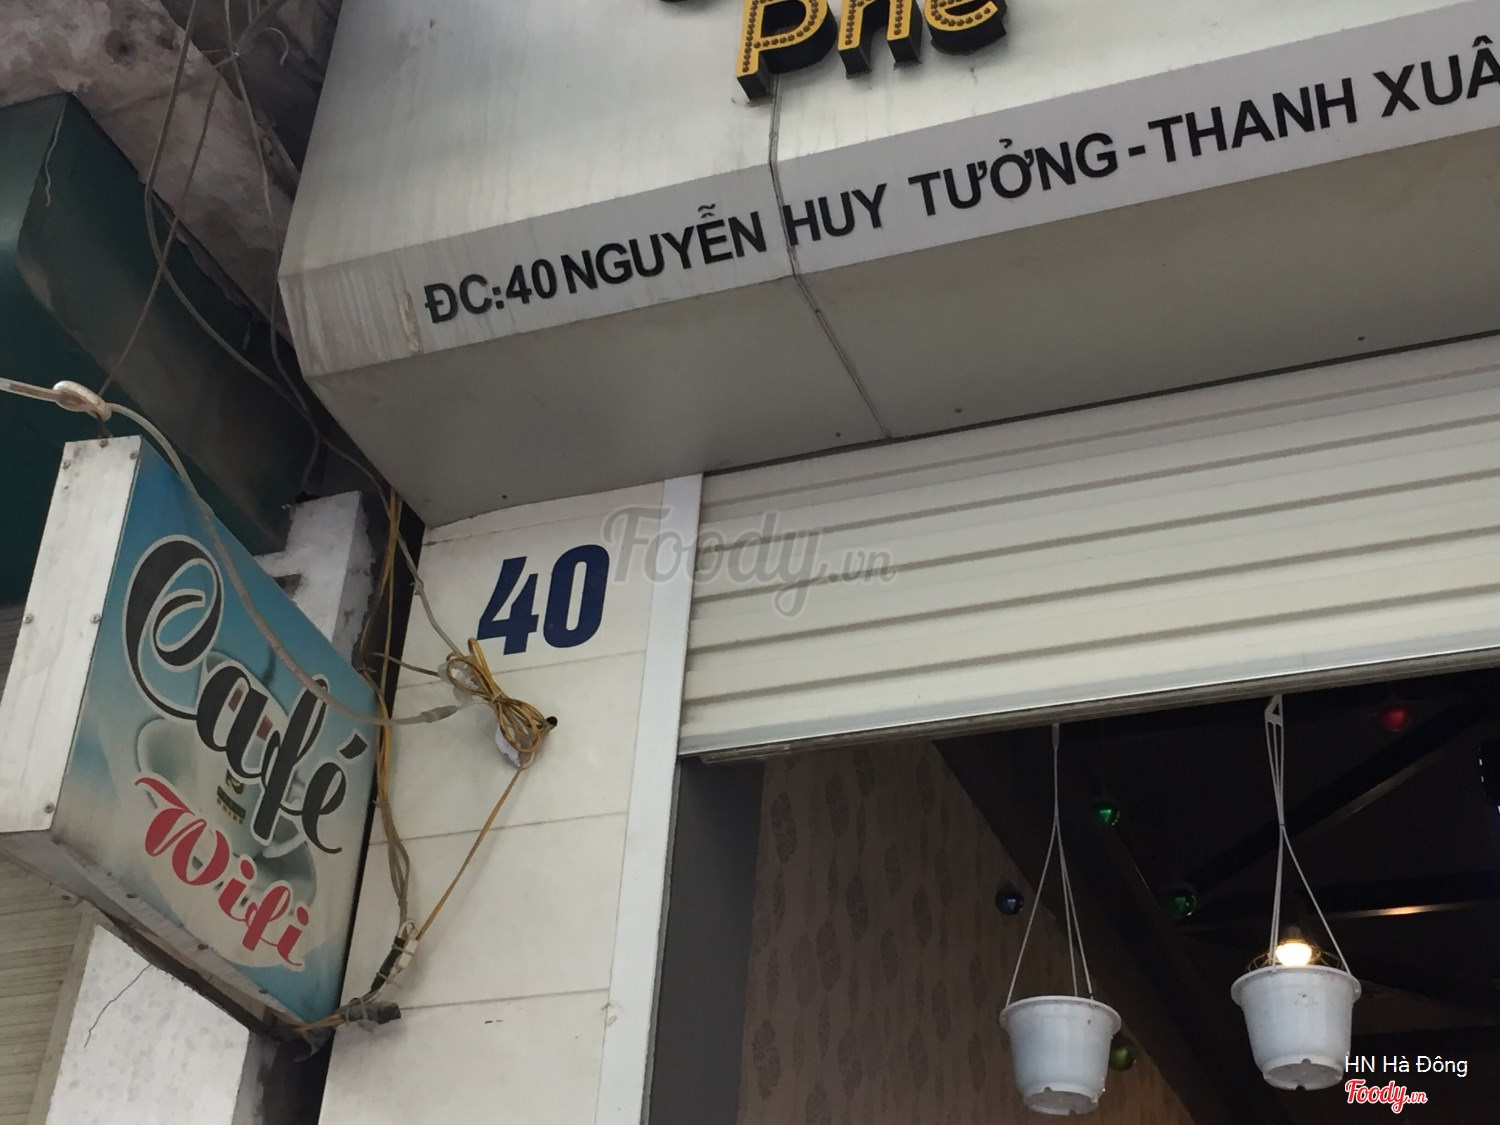 phê
ĐC:40 NGUYỄN HUY TƯỞNG - THANH XUÂ
40
Foody.vn
Café
Wifi
HN Hà Đông
Foody.vn